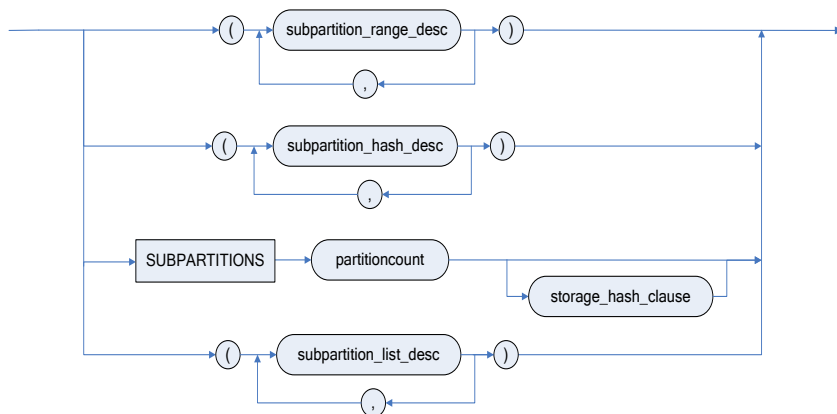 ( subpartition_range_desc )
,
( subpartition_hash_desc )
,
SUBPARTITIONS partitioncount
storage_hash_clause
( subpartition_list_desc )
,